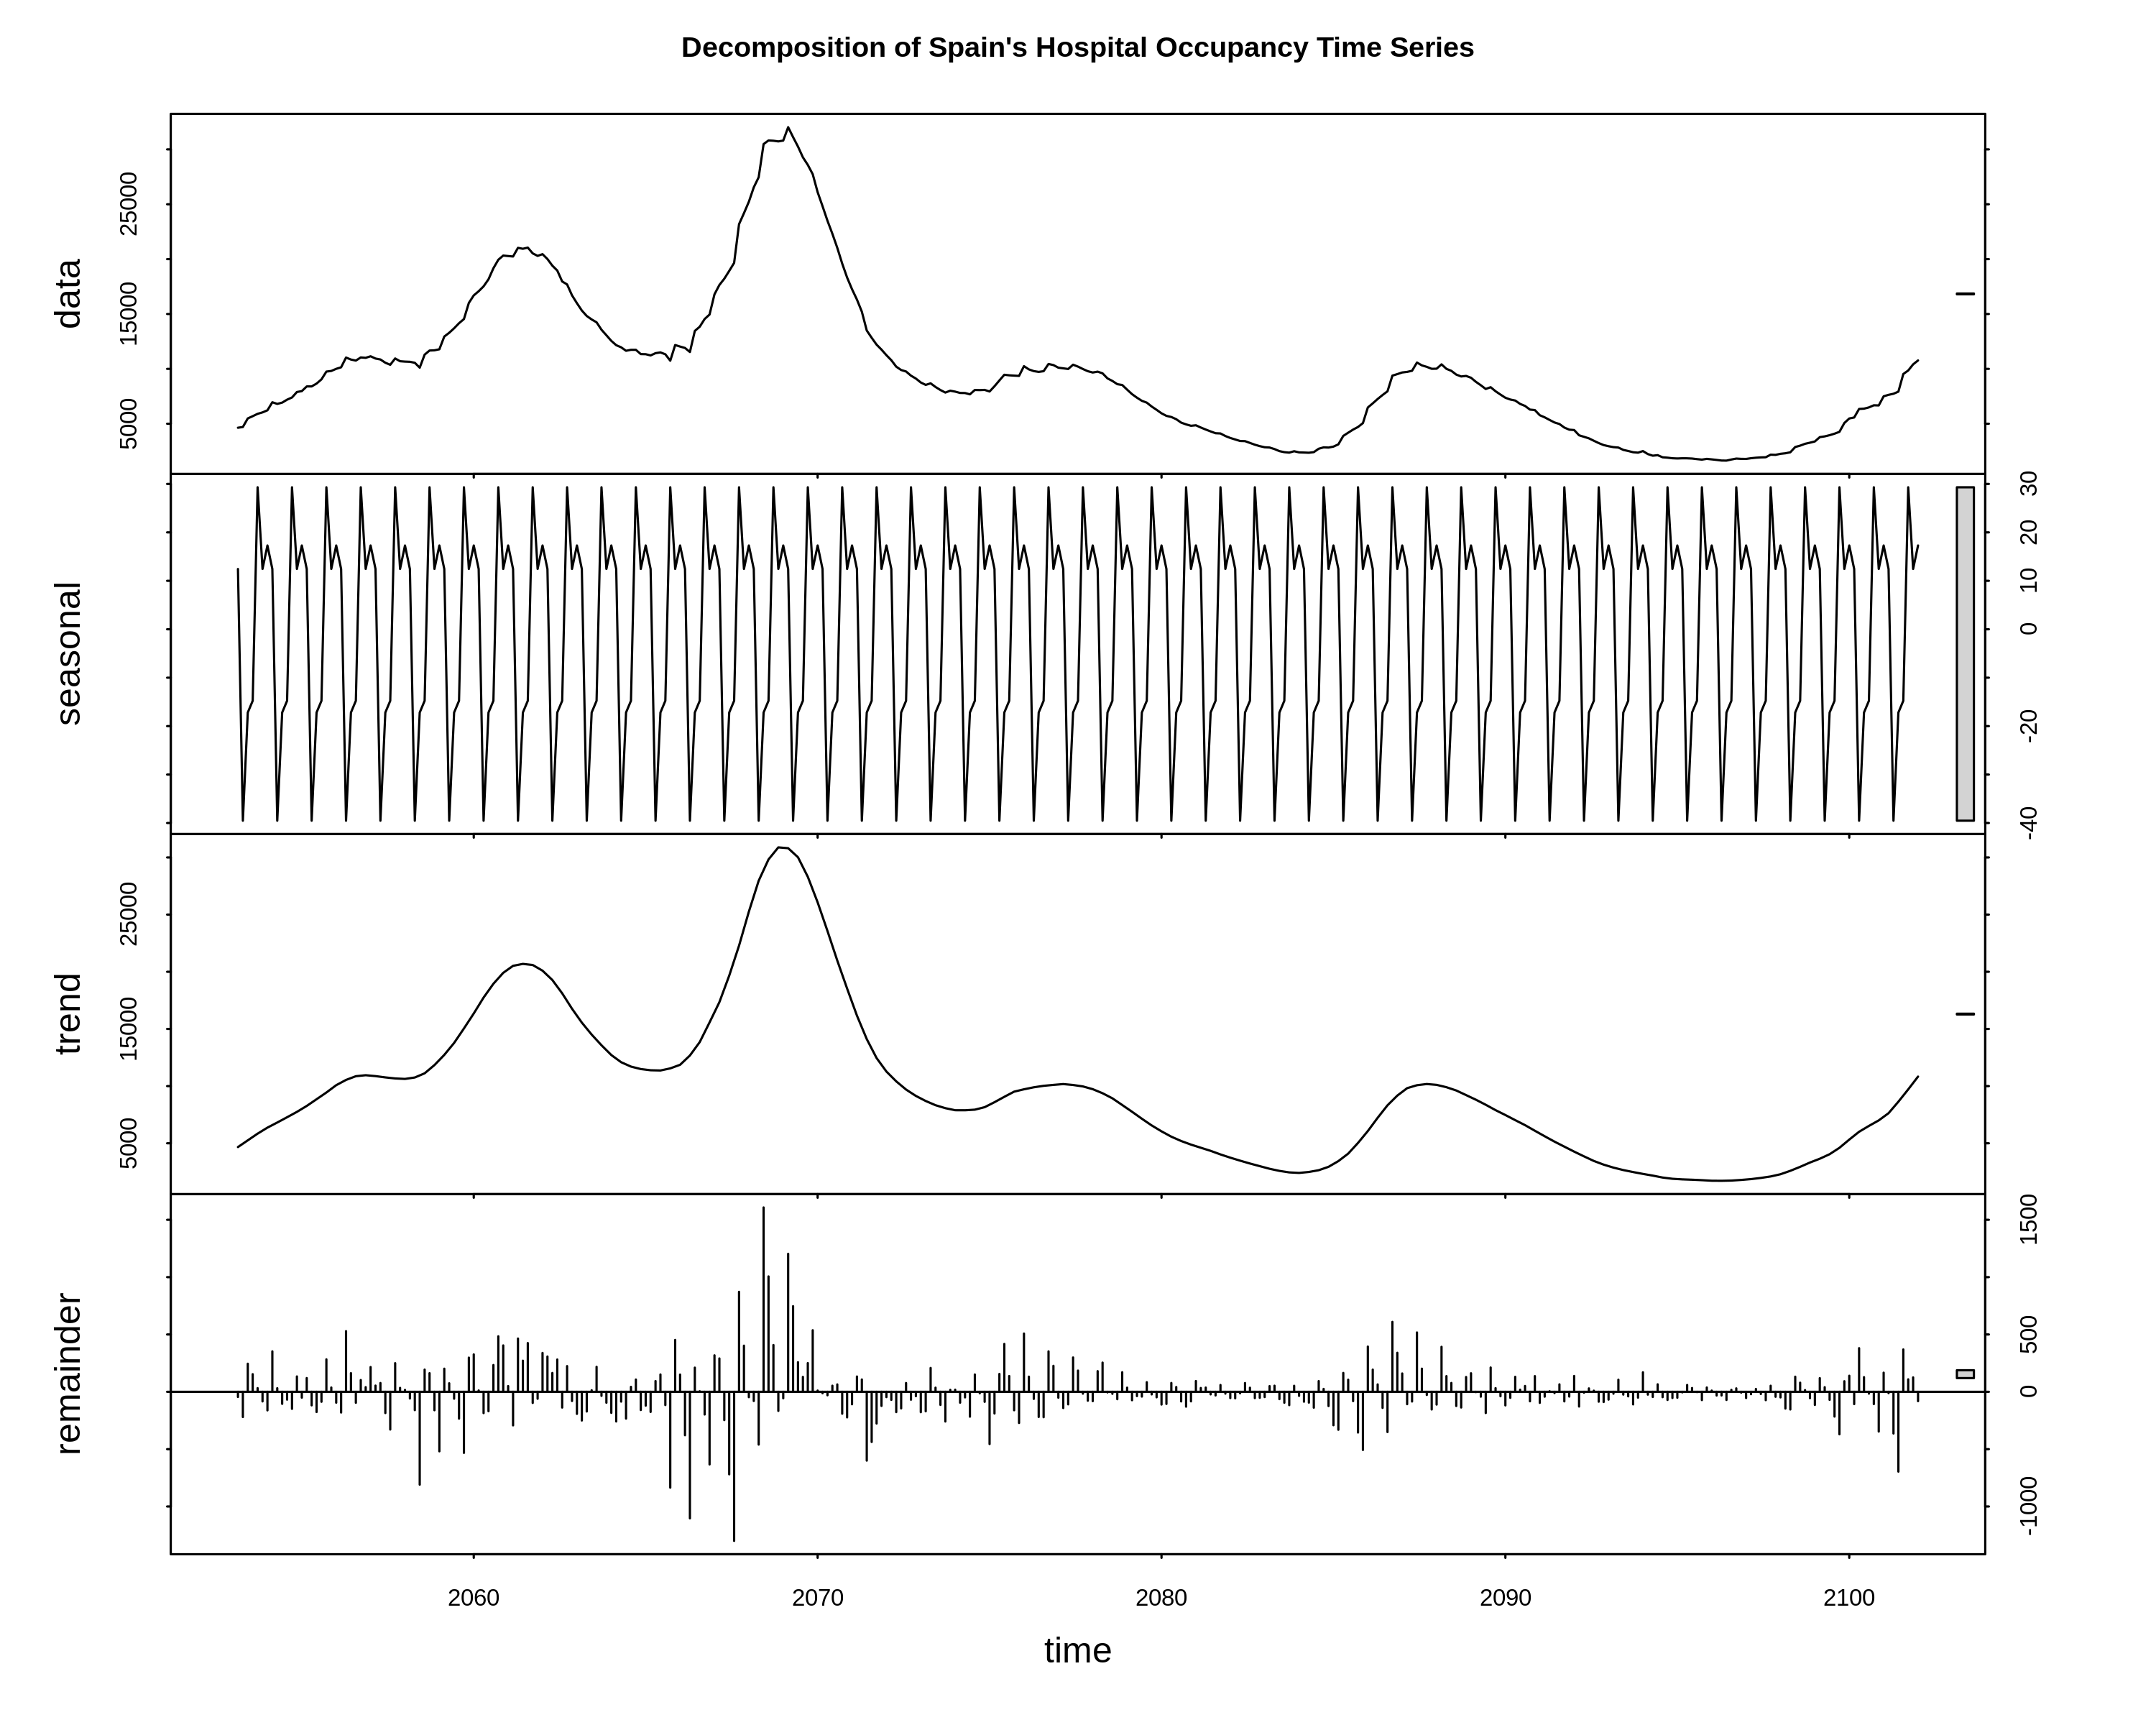 Decomposition of Spain's Hospital Occupancy Time Series
data
5000 15000 25000
seasonal
-40 -20 0 10 20 30
trend
5000 15000 25000
remainder
-1000 0 500 1500
2060 2070 2080 2090 2100
time